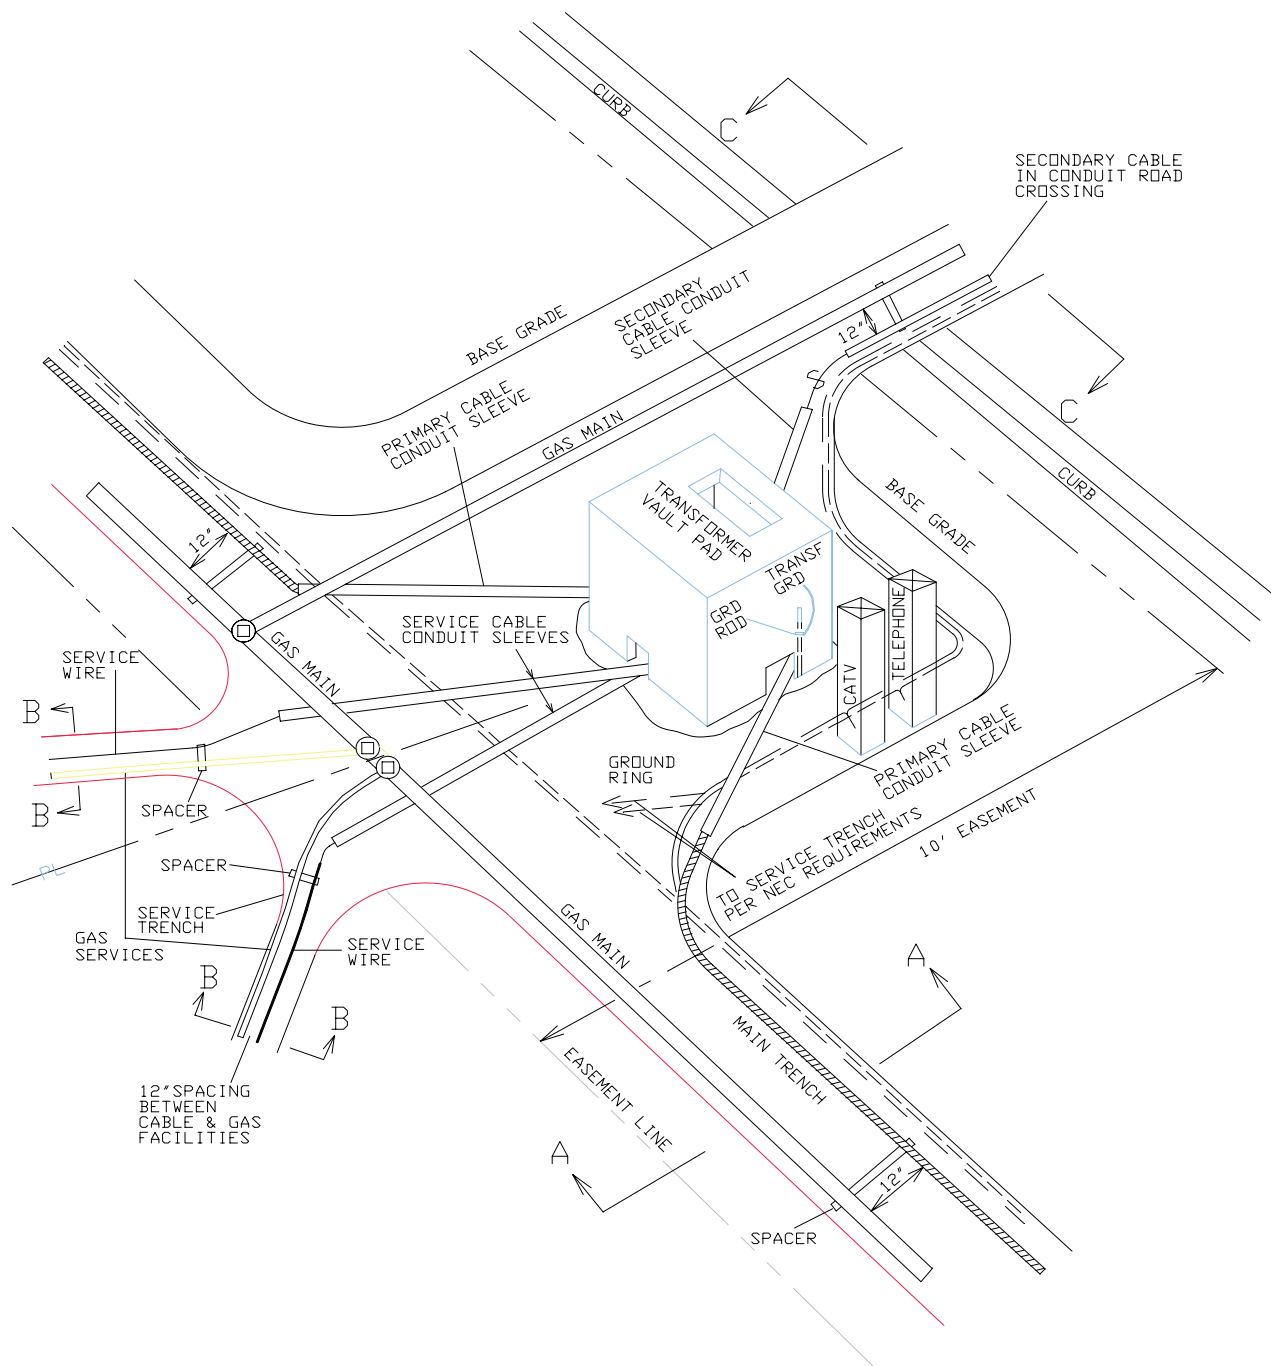 CURB
C
SECONDARY CABLE
IN CONDUIT ROAD
CROSSING
SECONDARY
CABLE CONDUIT
SLEEVE
BASE GRADE
12"
PRIMARY CABLE
CONDUIT SLEEVE
GAS MAIN
S
C
CURB
BASE GRADE
TRANSFORMER
VAULT PAD
12"
TRANSF
GRD
GRD
ROD
SERVICE CABLE
CONDUIT SLEEVES
GAS MAIN
TELEPHONE
CATV
SERVICE
WIRE
B
B
SPACER
GROUND
RING
PRIMARY CABLE
CONDUIT SLEEVE
10' EASEMENT
TO SERVICE TRENCH
PER NEC REQUIREMENTS
PL
SPACER
SERVICE
TRENCH
GAS
SERVICES
SERVICE
WIRE
GAS MAIN
B
B
A
MAIN TRENCH
EASEMENT LINE
12"SPACING
BETWEEN
CABLE & GAS
FACILITIES
A
12"
SPACER